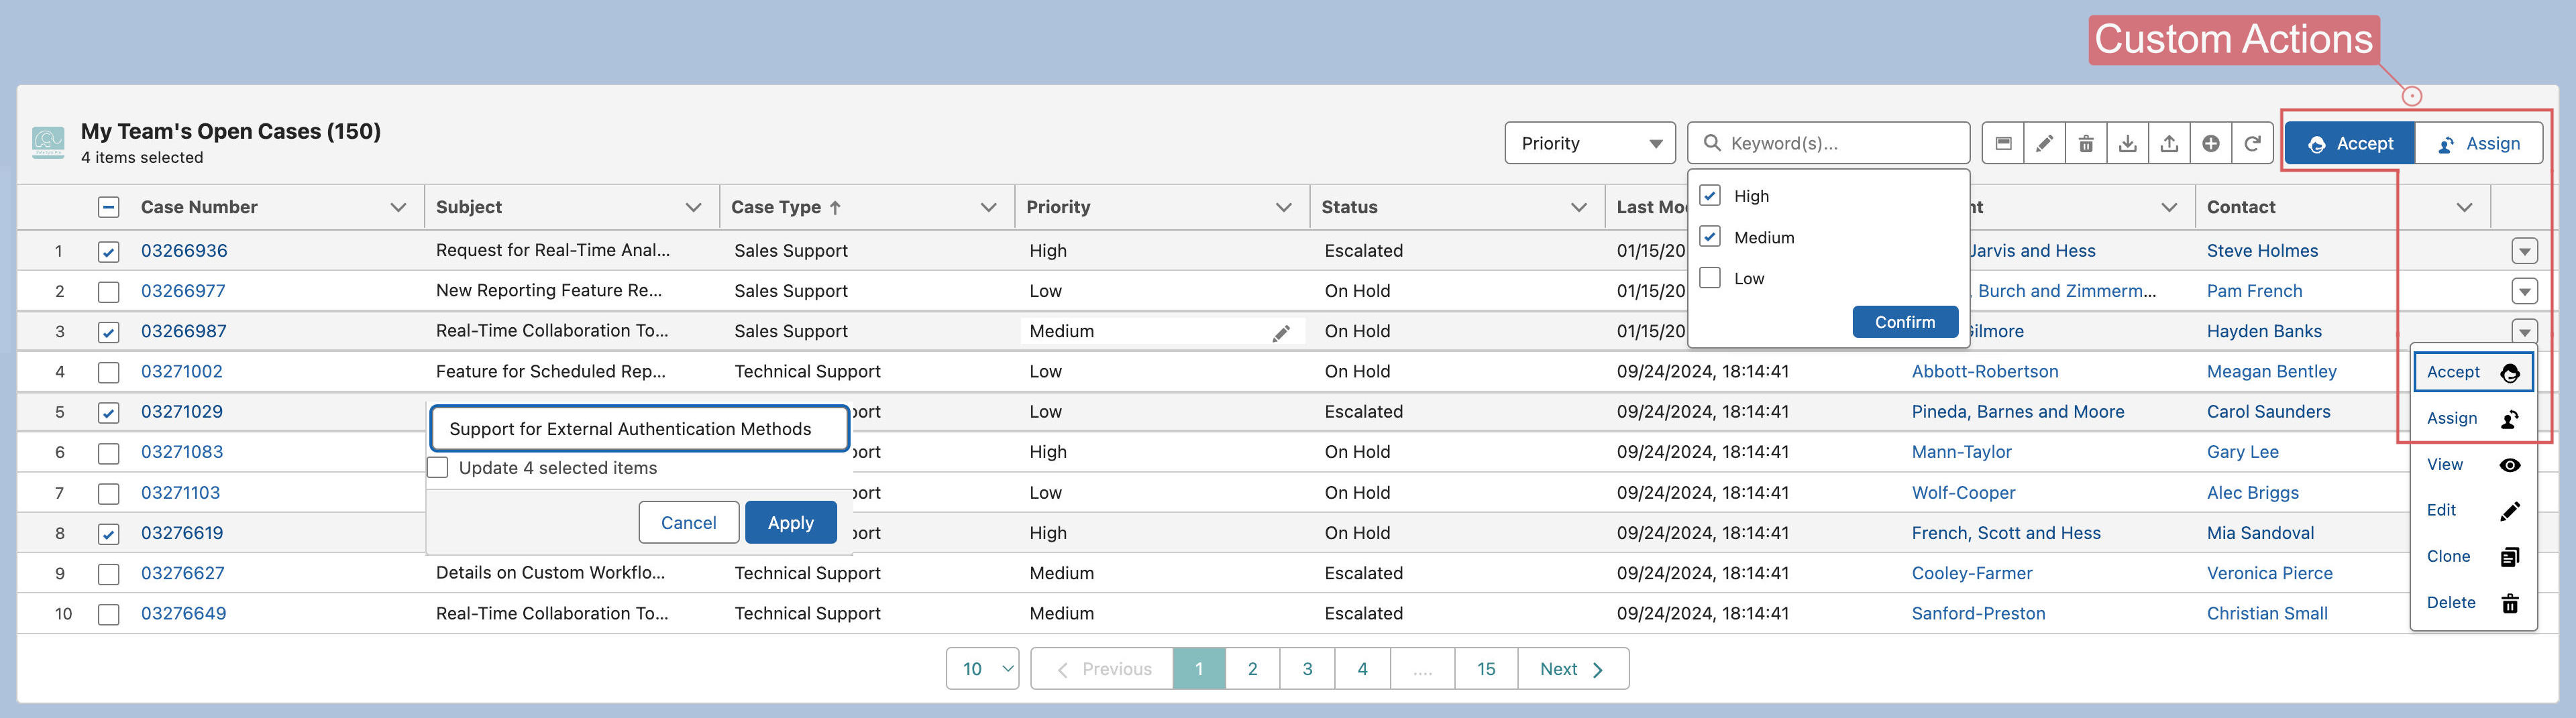 Custom Actions
My Team's Open Cases (150)
4 items selected
Priority
Keyword(s)...
Accept
Assign
High
Medium
Low
Confirm
Case Number Subject Case Type Priority Status Last Mo nt Contact
1 03266936 Request for Real-Time Anal... Sales Support High Escalated 01/15/20 Jarvis and Hess Steve Holmes
2 03266977 New Reporting Feature Re... Sales Support Low On Hold 01/15/20 , Burch and Zimmerm... Pam French
3 03266987 Real-Time Collaboration To... Sales Support Medium On Hold 01/15/20 Gilmore Hayden Banks
4 03271002 Feature for Scheduled Rep... Technical Support Low On Hold 09/24/2024, 18:14:41 Abbott-Robertson Meagan Bentley
5 03271029 port Low Escalated 09/24/2024, 18:14:41 Pineda, Barnes and Moore Carol Saunders
6 03271083 port High On Hold 09/24/2024, 18:14:41 Mann-Taylor Gary Lee
7 03271103 port Low On Hold 09/24/2024, 18:14:41 Wolf-Cooper Alec Briggs
8 03276619 port High On Hold 09/24/2024, 18:14:41 French, Scott and Hess Mia Sandoval
9 03276627 Details on Custom Workflo... Technical Support Medium Escalated 09/24/2024, 18:14:41 Cooley-Farmer Veronica Pierce
10 03276649 Real-Time Collaboration To... Technical Support Medium Escalated 09/24/2024, 18:14:41 Sanford-Preston Christian Small
Support for External Authentication Methods
Update 4 selected items
Cancel Apply
Accept
Assign
View
Edit
Clone
Delete
10 Previous 1 2 3 4 .... 15 Next